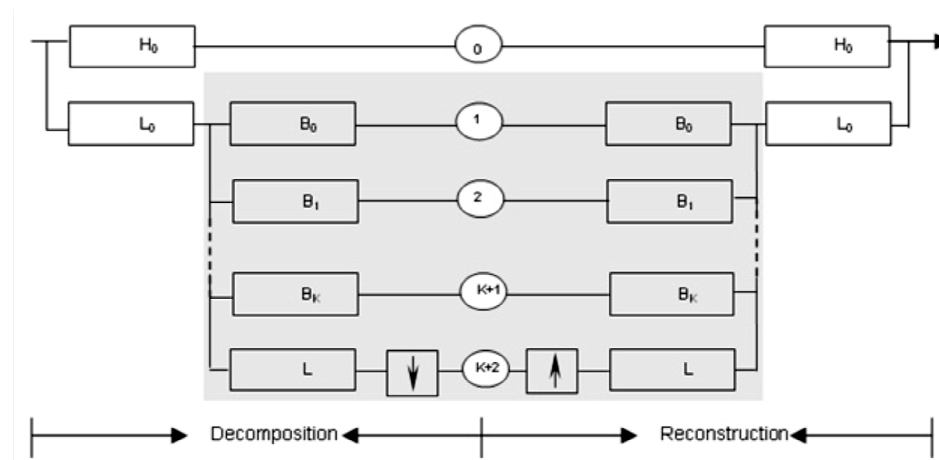 H₀ 0 H₀
L₀ B₀ 1 B₀ L₀
B₁ 2 B₁
Bₖ K+1 Bₖ
L K+2 L
Decomposition Reconstruction